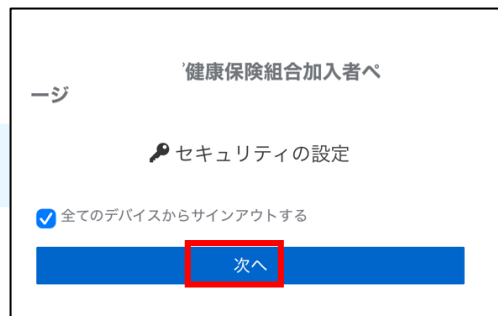 健康保険組合加入者ペ
ージ
セキュリティの設定
全てのデバイスからサインアウトする
次へ